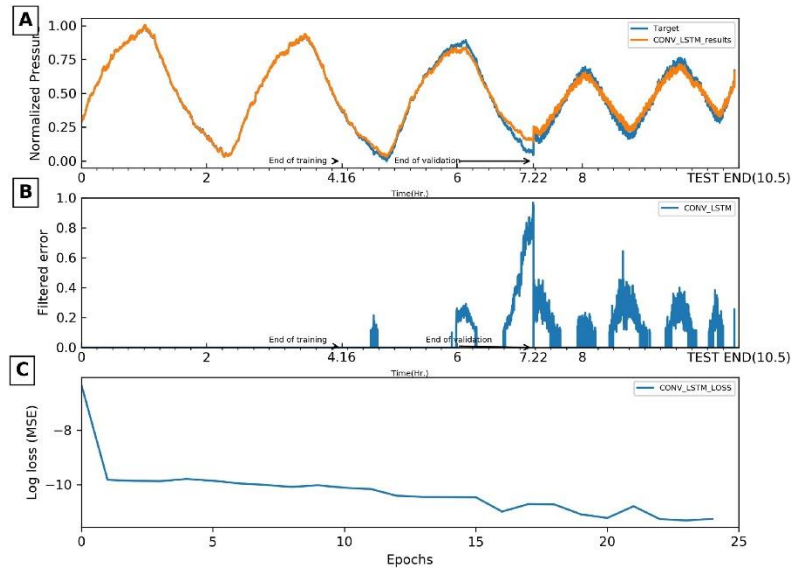 A
1.00
0.75
0.50
0.25
0.00
Normalized Pressure
Target
CONV_LSTM_results
End of training
End of validation
0
2
4.16
6
7.22
8
TEST END(10.5)
Time(Hr.)
B
1.0
0.8
0.6
0.4
0.2
0.0
Filtered error
CONV_LSTM
End of training
End of validation
0
2
4.16
6
7.22
8
TEST END(10.5)
Time(Hr.)
C
−8
−10
Log loss (MSE)
CONV_LSTM_LOSS
0
5
10
15
20
25
Epochs